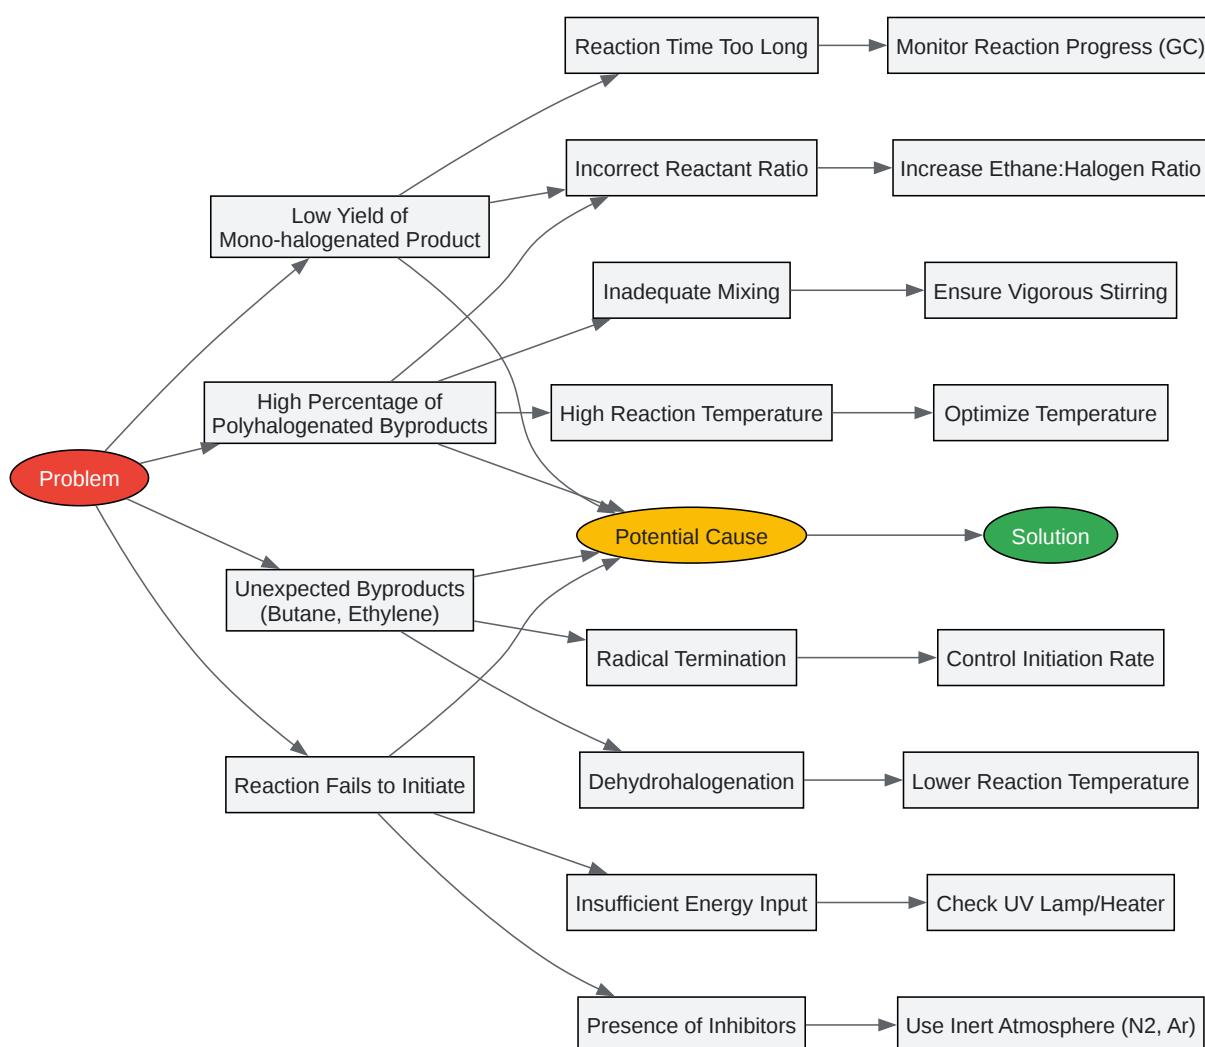 Reaction Time Too Long
Monitor Reaction Progress (GC)
Incorrect Reactant Ratio
Increase Ethane:Halogen Ratio
Low Yield of
Mono-halogenated Product
Inadequate Mixing
Ensure Vigorous Stirring
High Percentage of
Polyhalogenated Byproducts
High Reaction Temperature
Optimize Temperature
Problem
Potential Cause
Solution
Unexpected Byproducts
(Butane, Ethylene)
Radical Termination
Control Initiation Rate
Reaction Fails to Initiate
Dehydrohalogenation
Lower Reaction Temperature
Insufficient Energy Input
Check UV Lamp/Heater
Presence of Inhibitors
Use Inert Atmosphere (N2, Ar)